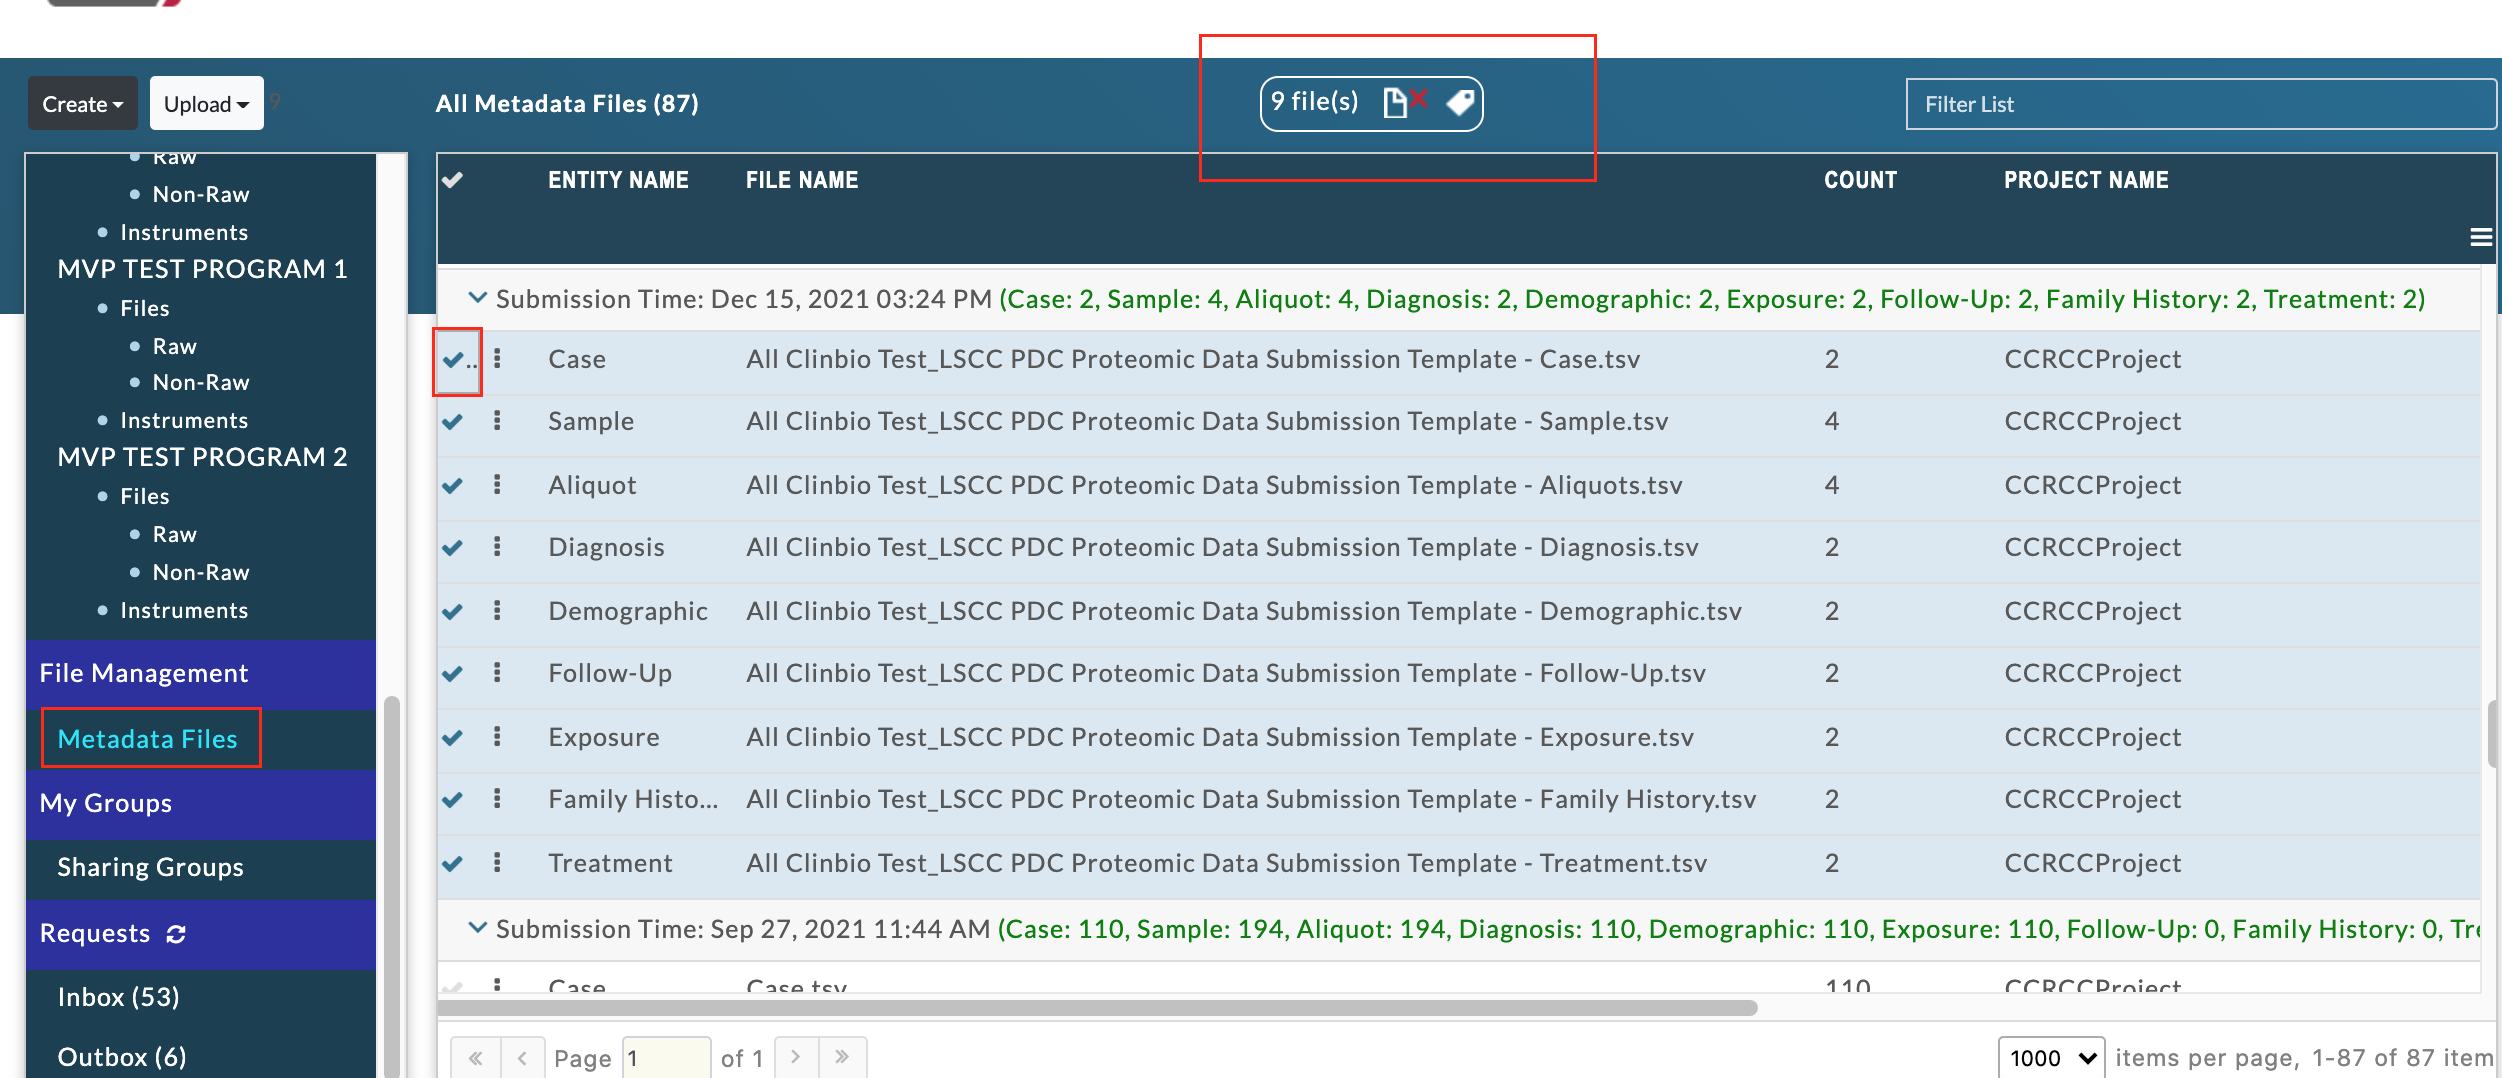 Create Upload 9 All Metadata Files (87) 9 file(s) Filter List
Raw
Non-Raw
Instruments
MVP TEST PROGRAM 1
Files
Raw
Non-Raw
Instruments
MVP TEST PROGRAM 2
Files
Raw
Non-Raw
Instruments
File Management
Metadata Files
My Groups
Sharing Groups
Requests
Inbox (53)
Outbox (6)
ENTITY NAME FILE NAME COUNT PROJECT NAME
Submission Time: Dec 15, 2021 03:24 PM (Case: 2, Sample: 4, Aliquot: 4, Diagnosis: 2, Demographic: 2, Exposure: 2, Follow-Up: 2, Family History: 2, Treatment: 2)
.. Case All Clinbio Test_LSCC PDC Proteomic Data Submission Template - Case.tsv 2 CCRCCProject
Sample All Clinbio Test_LSCC PDC Proteomic Data Submission Template - Sample.tsv 4 CCRCCProject
Aliquot All Clinbio Test_LSCC PDC Proteomic Data Submission Template - Aliquots.tsv 4 CCRCCProject
Diagnosis All Clinbio Test_LSCC PDC Proteomic Data Submission Template - Diagnosis.tsv 2 CCRCCProject
Demographic All Clinbio Test_LSCC PDC Proteomic Data Submission Template - Demographic.tsv 2 CCRCCProject
Follow-Up All Clinbio Test_LSCC PDC Proteomic Data Submission Template - Follow-Up.tsv 2 CCRCCProject
Exposure All Clinbio Test_LSCC PDC Proteomic Data Submission Template - Exposure.tsv 2 CCRCCProject
Family Histo... All Clinbio Test_LSCC PDC Proteomic Data Submission Template - Family History.tsv 2 CCRCCProject
Treatment All Clinbio Test_LSCC PDC Proteomic Data Submission Template - Treatment.tsv 2 CCRCCProject
Submission Time: Sep 27, 2021 11:44 AM (Case: 110, Sample: 194, Aliquot: 194, Diagnosis: 110, Demographic: 110, Exposure: 110, Follow-Up: 0, Family History: 0, Tre
Case Case.tsv 110 CCRCCProject
« ‹ Page 1 of 1 › » 1000 items per page, 1-87 of 87 item